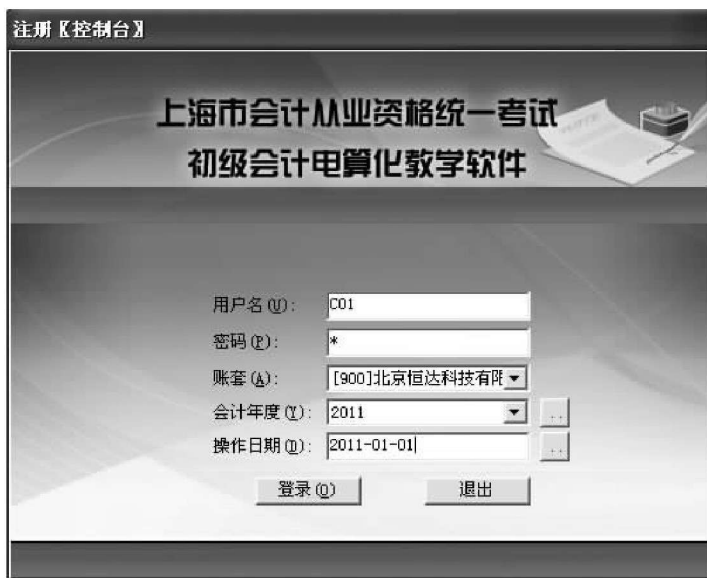 注册【控制台】
上海市会计从业资格统一考试
初级会计电算化教学软件
用户名(U): C01
密码(P): *
账套(A): [900]北京恒达科技有限
会计年度(Y): 2011 ..
操作日期(D): 2011-01-01 ..
登录(O) 退出